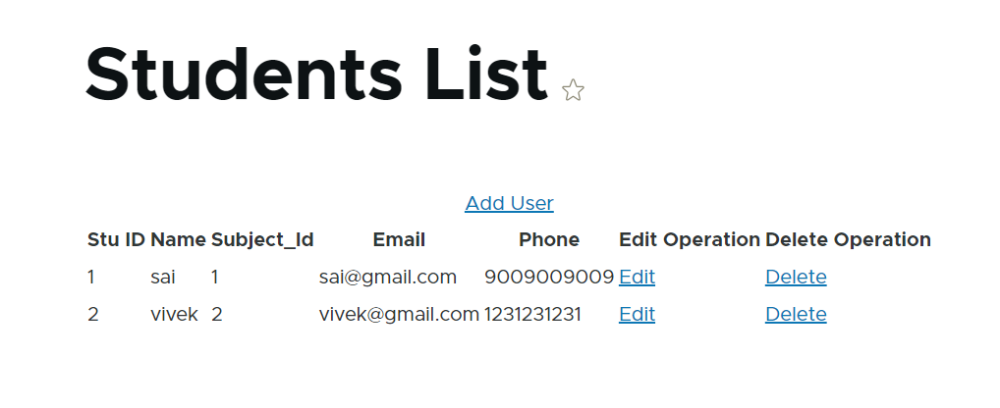 Students List
Add User
Stu ID Name Subject_Id Email Phone Edit Operation Delete Operation
1 sai 1 sai@gmail.com 9009009009 Edit Delete
2 vivek 2 vivek@gmail.com 1231231231 Edit Delete